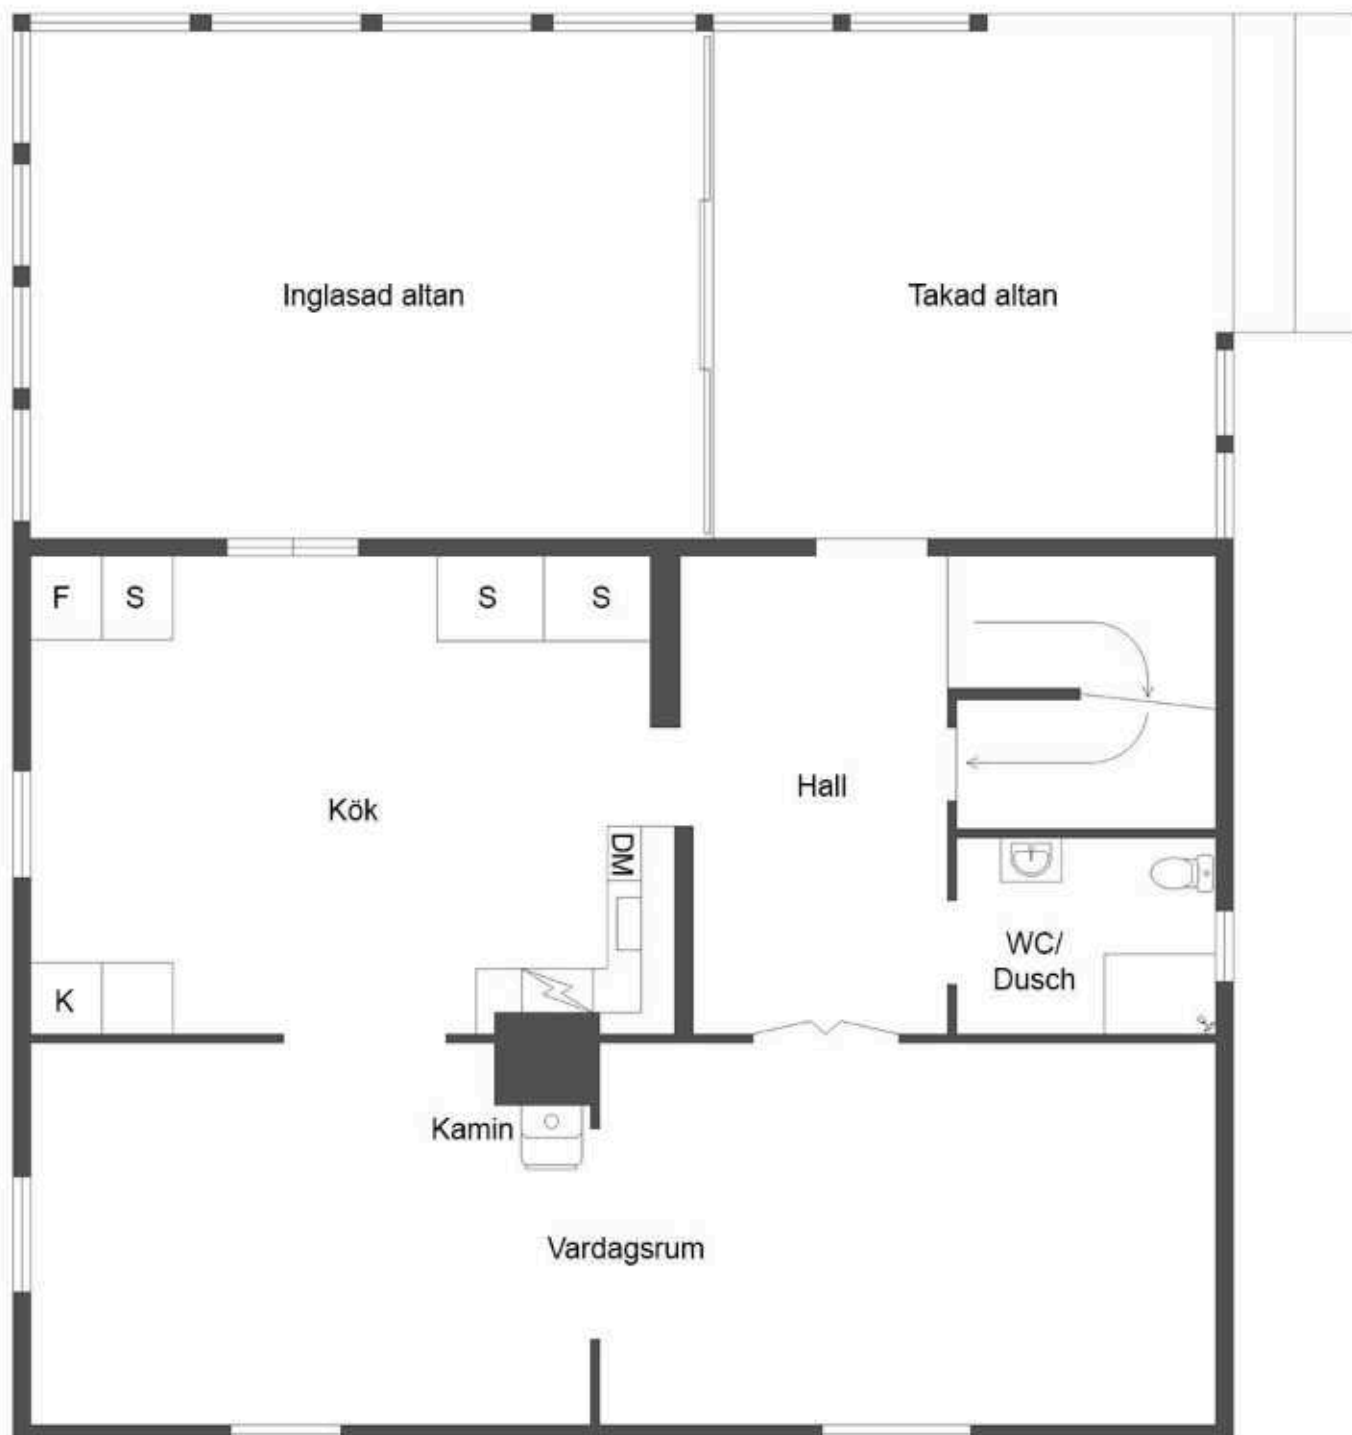 Inglasad altan
Takad altan
F
S
S
S
Hall
Kök
DM
WC/
Dusch
K
Kamin
Vardagsrum